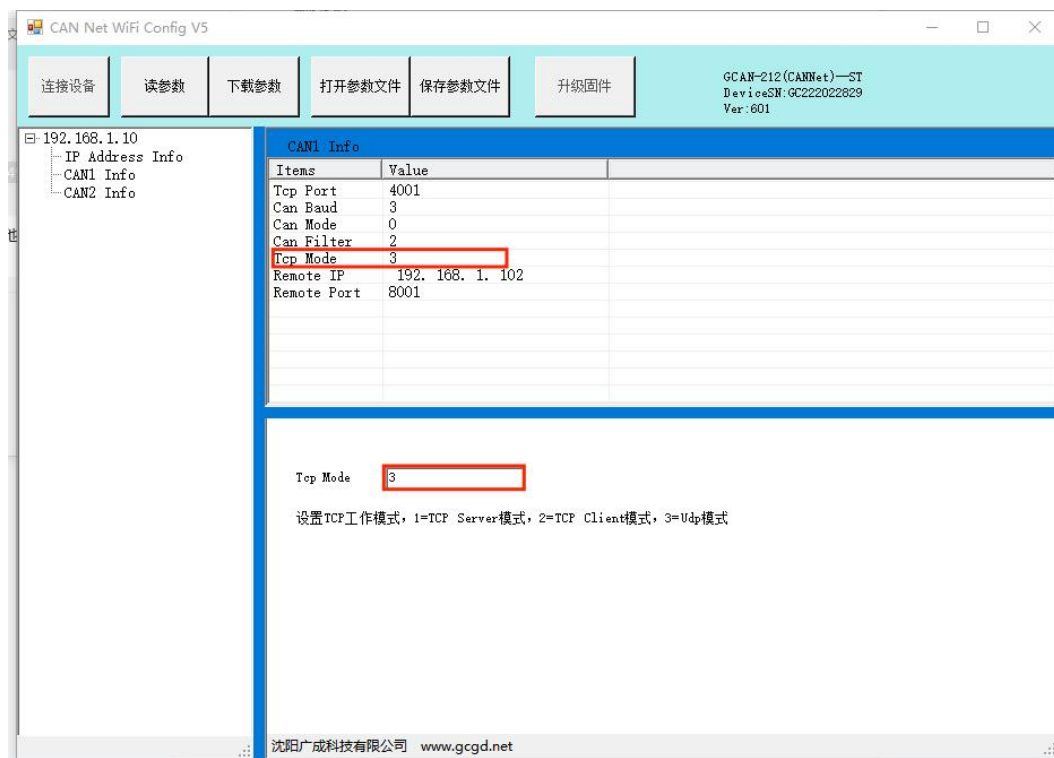 CAN Net WiFi Config V5
连接设备
读参数
下载参数
打开参数文件
保存参数文件
升级固件
GCAN-212(CANNet)—ST
DeviceSN:GC222022829
Ver:601
192.168.1.10
IP Address Info
CAN1 Info
CAN2 Info
CAN1 Info
Items Value
Tcp Port 4001
Can Baud 3
Can Mode 0
Can Filter 2
Tcp Mode 3
Remote IP 192. 168. 1. 102
Remote Port 8001
Tcp Mode 3
设置TCP工作模式，1=TCP Server模式，2=TCP Client模式，3=Udp模式
沈阳广成科技有限公司 www.gcgd.net